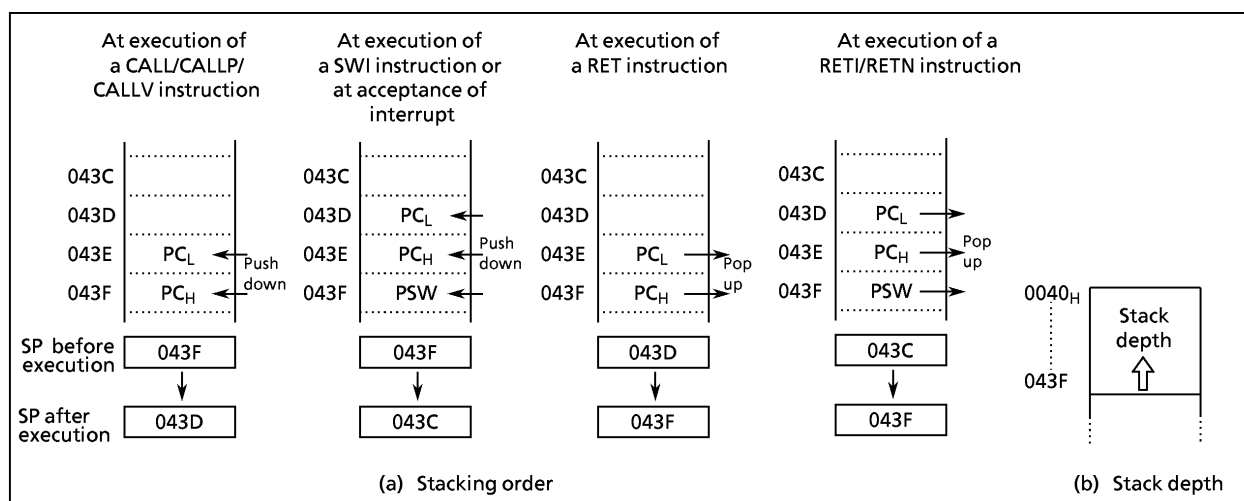 At execution of
a CALL/CALLP/
CALLV instruction
043C
043D
043E
043F
PCL
PCH
Push
down
At execution of
a SWI instruction or
at acceptance of
interrupt
043C
043D
043E
043F
PCL
PCH
PSW
Push
down
At execution of
a RET instruction
043C
043D
043E
043F
PCL
PCH
Pop
up
At execution of a
RETI/RETN instruction
043C
043D
043E
043F
PCL
PCH
PSW
Pop
up
SP before
execution
043F
043F
043D
043C
SP after
execution
043D
043C
043F
043F
(a) Stacking order
0040H
043F
Stack
depth
(b) Stack depth